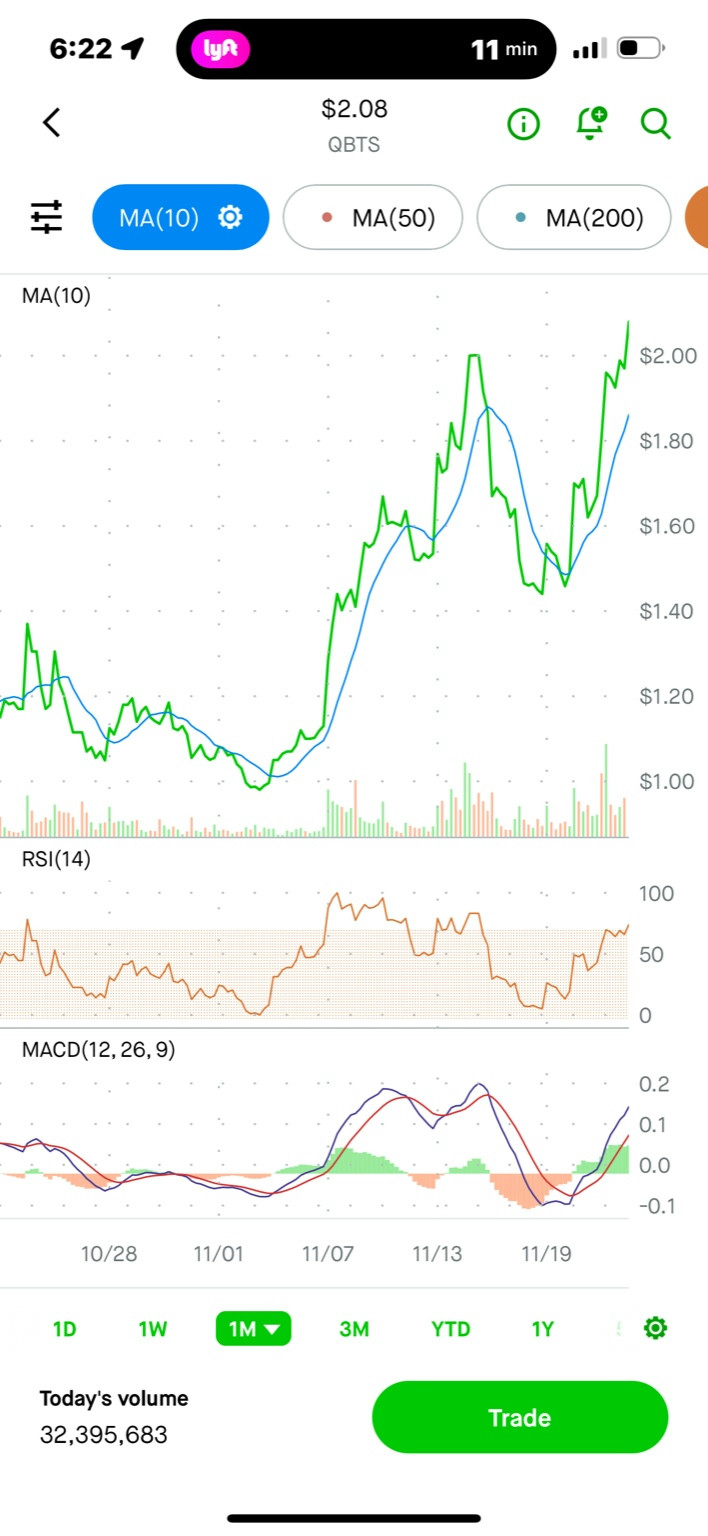 6:22 lyft 11 min
$2.08
QBTS
MA(10) MA(50) MA(200)
MA(10)
$2.00
$1.80
$1.60
$1.40
$1.20
$1.00
RSI(14)
100
50
0
MACD(12, 26, 9)
0.2
0.1
0.0
-0.1
10/28 11/01 11/07 11/13 11/19
1D 1W 1M 3M YTD 1Y
Today's volume
32,395,683
Trade